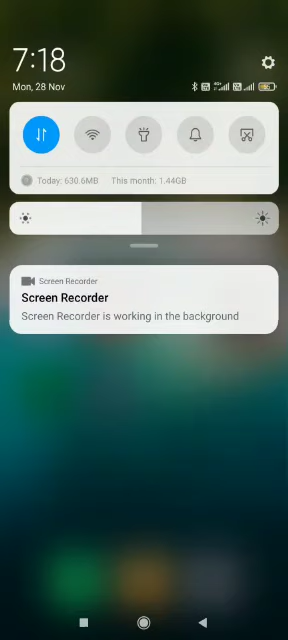 7:18
Mon, 28 Nov
Today: 630.6MB This month: 1.44GB
Screen Recorder
Screen Recorder
Screen Recorder is working in the background